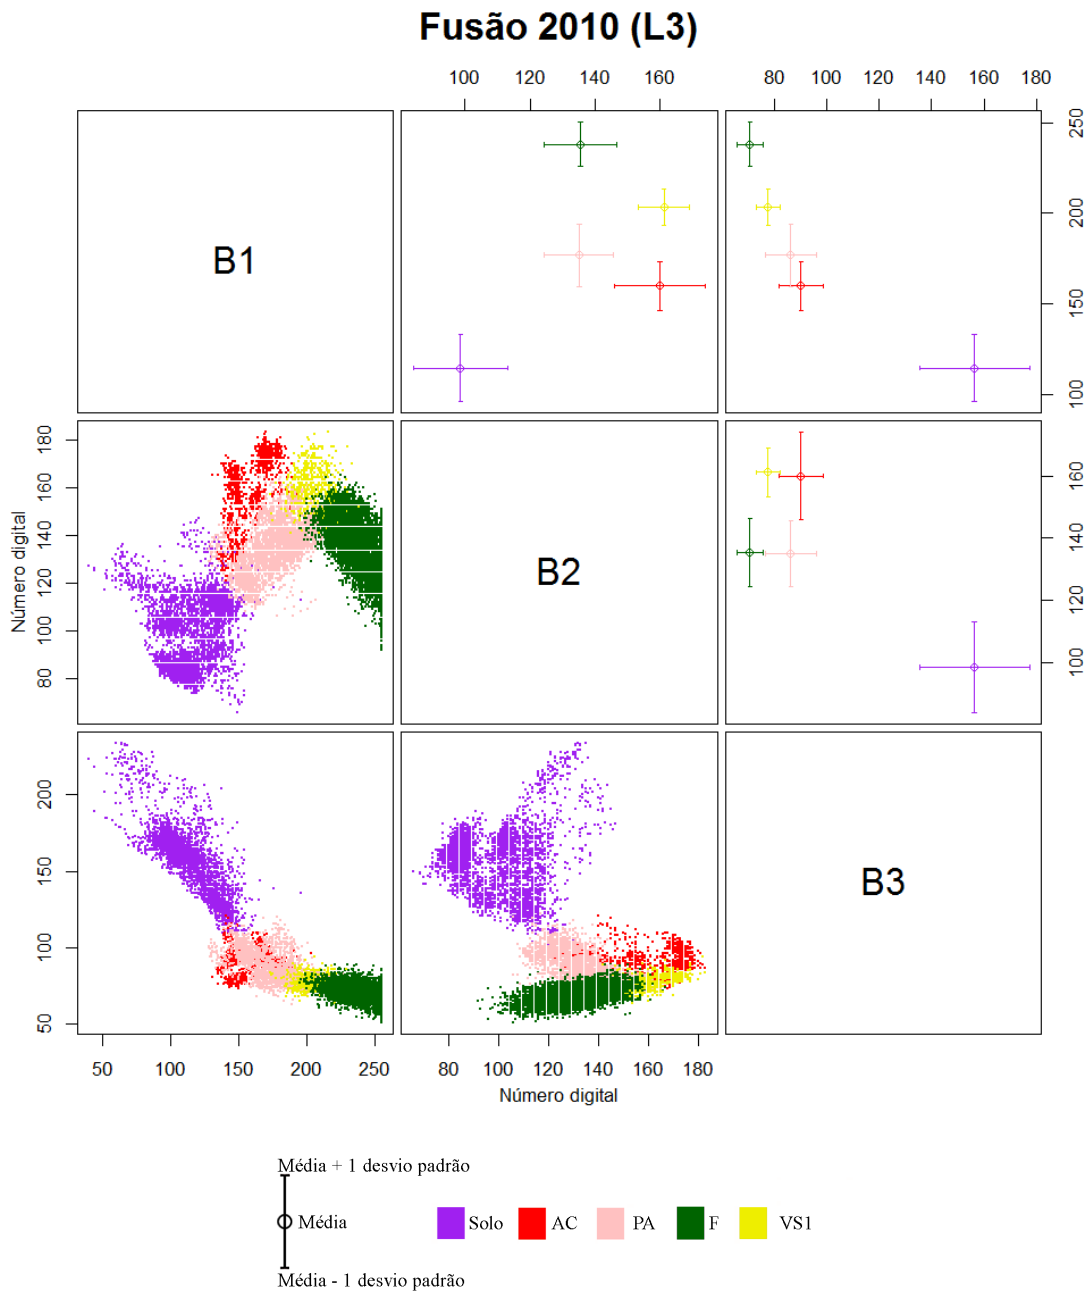 Fusão 2010 (L3)
100 120 140 160
80 100 120 140 160 180
B1
250
200
150
100
Número digital
180
160
140
120
100
80
B2
160
140
120
100
200
150
100
50
B3
50 100 150 200 250
80 100 120 140 160 180
Número digital
Média + 1 desvio padrão
Média
Média - 1 desvio padrão
Solo AC PA F VS1